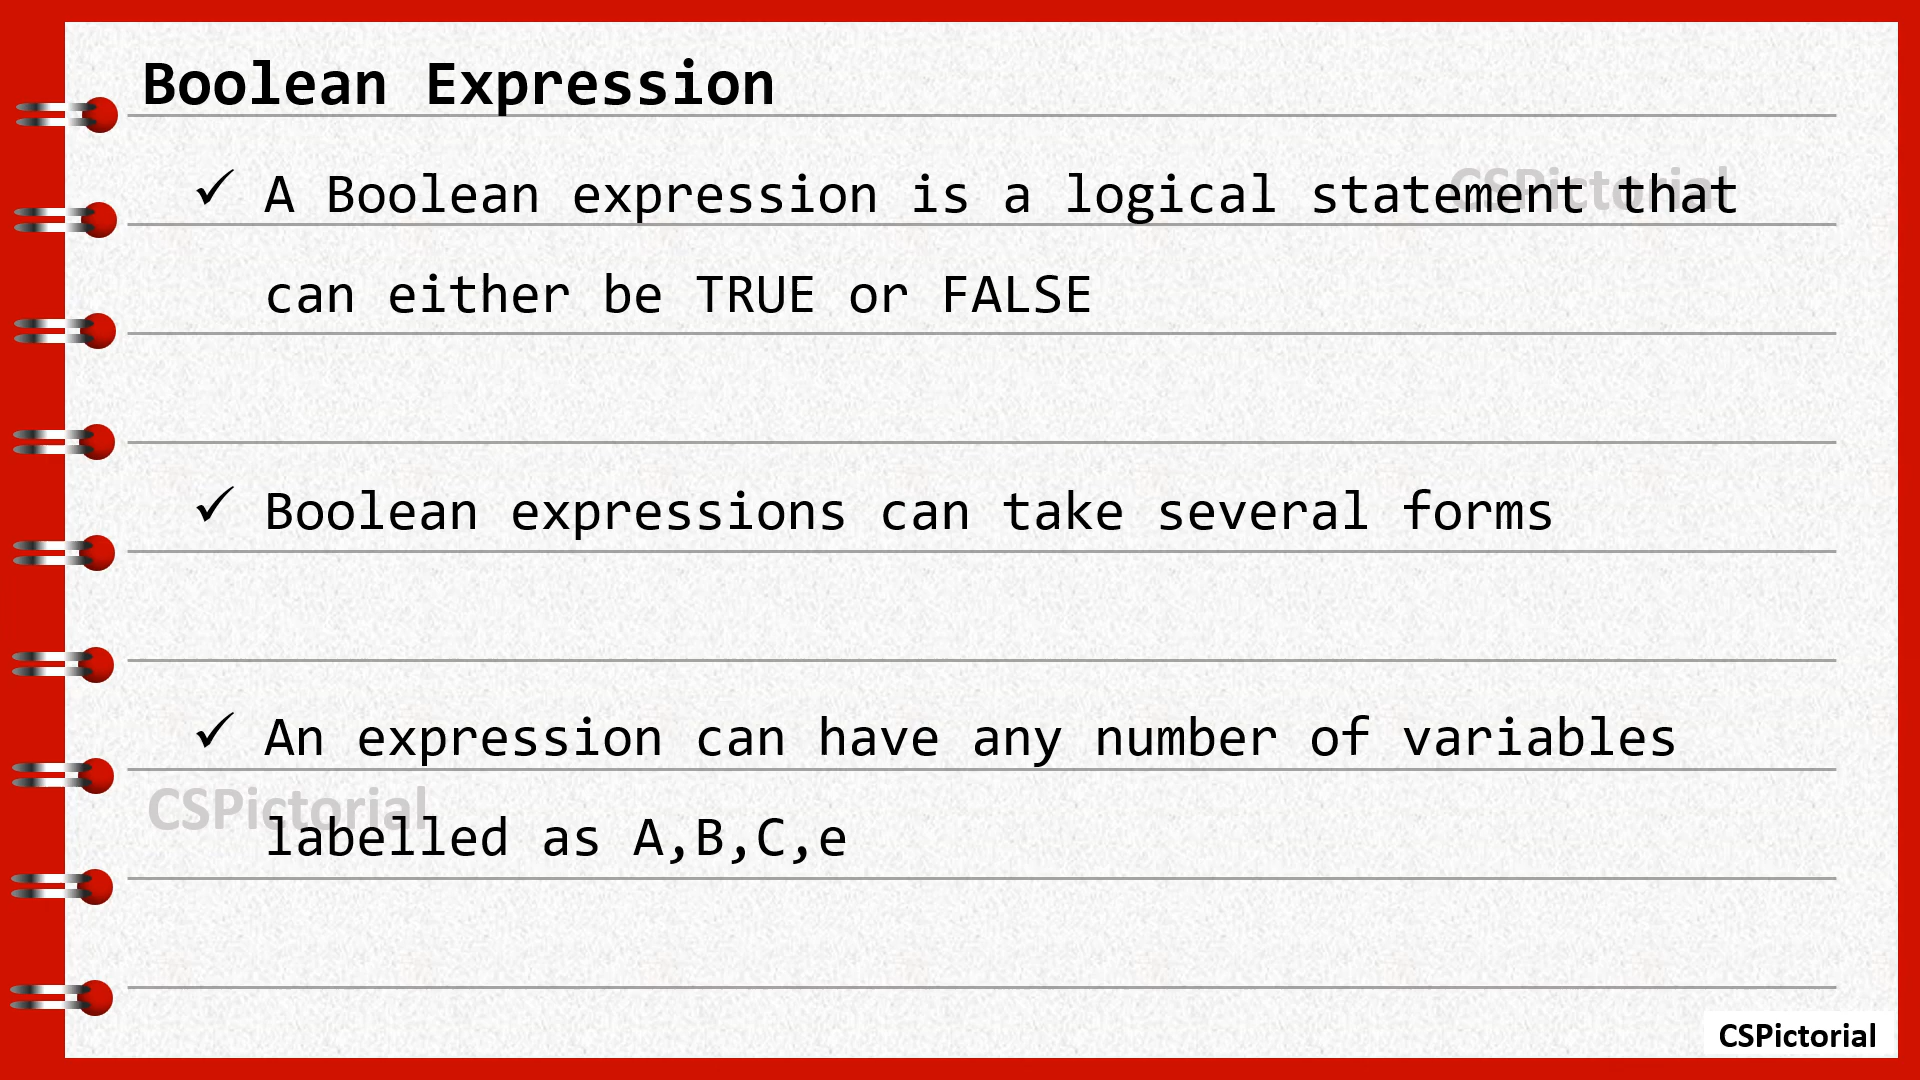 Boolean Expression
CSPictorial
✓ A Boolean expression is a logical statement that
can either be TRUE or FALSE
✓ Boolean expressions can take several forms
✓ An expression can have any number of variables
CSPictorial
labelled as A,B,C,e
CSPictorial